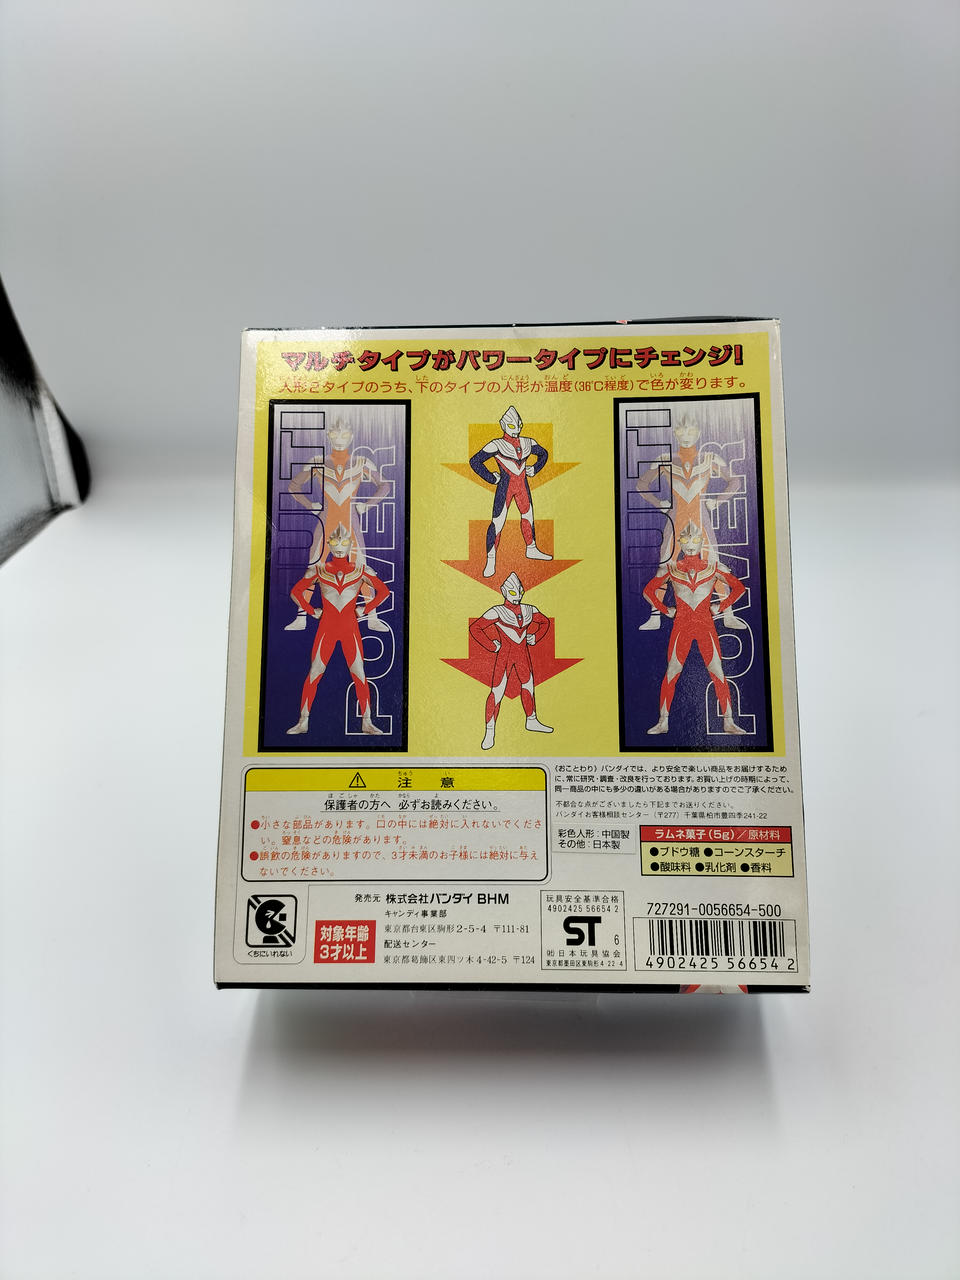 マルチタイプがパワータイプにチェンジ!
人形2タイプのうち、下のタイプの人形が温度(36℃程度)で色が変ります。
MULTI
POWER
MULTI
POWER
注意
保護者の方へ 必ずお読みください。
●小さな部品があります。口の中には絶対に入れないでください。窒息などの危険があります。
●誤飲の危険がありますので、3才未満のお子様には絶対に与えないでください。
《おことわり》バンダイでは、より安全で楽しい商品をお届けするために、常に研究・調査・改良を行っております。お買い上げの時期によって、同一商品の中にも多少の違いがある場合がありますのでご了承ください。
不都合な点がございましたら下記までお送りください。
バンダイお客様相談センター（〒277）千葉県柏市豊四季241-22
彩色人形：中国製
その他：日本製
ラムネ菓子(5g)／原材料
●ブドウ糖 ●コーンスターチ
●酸味料 ●乳化剤 ●香料
くちにいれない
対象年齢
3才以上
発売元 株式会社バンダイ BHM
キャンディ事業部
東京都台東区駒形2-5-4 〒111-81
配送センター
東京都葛飾区東四ツ木4-42-5 〒124
玩具安全基準合格
4902425 56654 2
ST 6
㈳日本玩具協会
東京都墨田区東駒形4-22-4
727291-0056654-500
4902425 566542